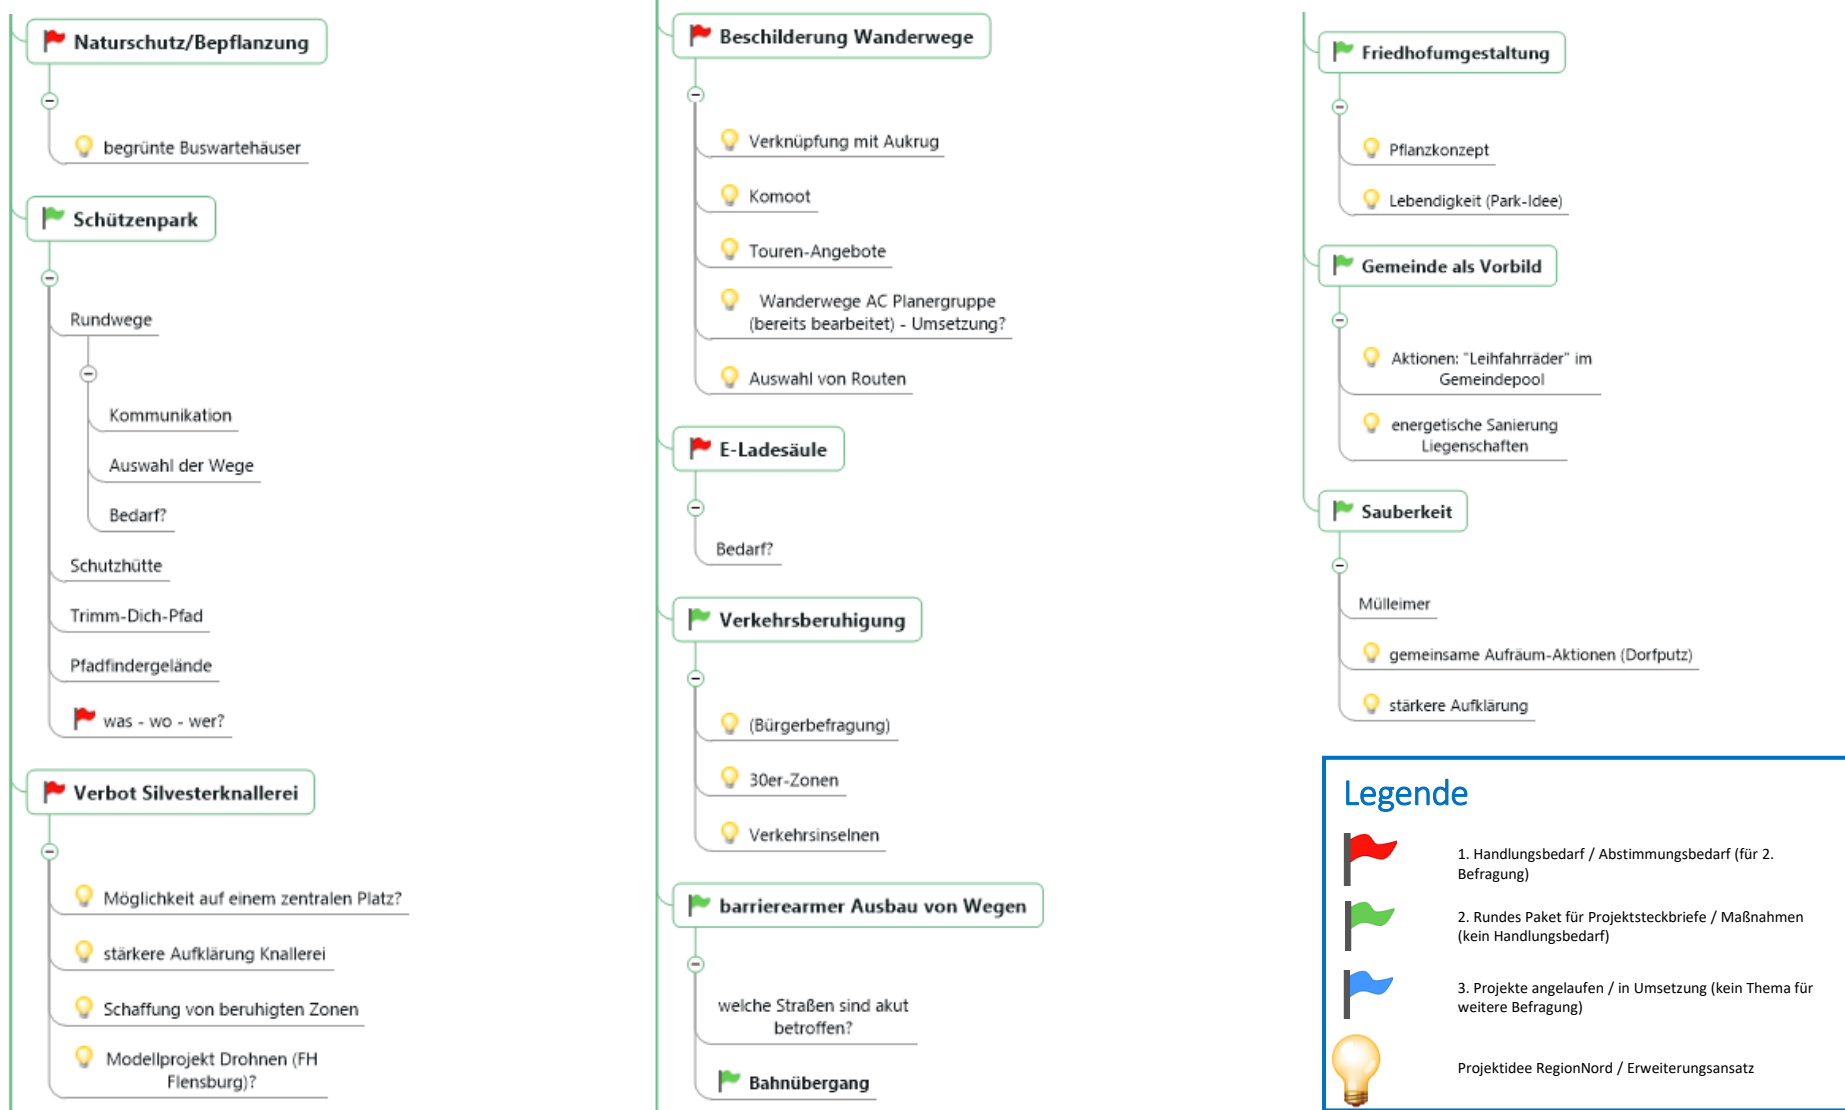 Naturschutz/Bepflanzung
begrünte Buswartehäuser
Schützenpark
Rundwege
Kommunikation
Auswahl der Wege
Bedarf?
Schutzhütte
Trimm-Dich-Pfad
Pfadfindergelände
was - wo - wer?
Verbot Silvesterknallerei
Möglichkeit auf einem zentralen Platz?
stärkere Aufklärung Knallerei
Schaffung von beruhigten Zonen
Modellprojekt Drohnen (FH
Flensburg)?
Beschilderung Wanderwege
Verknüpfung mit Aukrug
Komoot
Touren-Angebote
Wanderwege AC Planergruppe
(bereits bearbeitet) - Umsetzung?
Auswahl von Routen
E-Ladesäule
Bedarf?
Verkehrsberuhigung
(Bürgerbefragung)
30er-Zonen
Verkehrsinselnen
barrierearmer Ausbau von Wegen
welche Straßen sind akut
betroffen?
Bahnübergang
Friedhofumgestaltung
Pflanzkonzept
Lebendigkeit (Park-Idee)
Gemeinde als Vorbild
Aktionen: "Leihfahrräder" im
Gemeindepool
energetische Sanierung
Liegenschaften
Sauberkeit
Mülleimer
gemeinsame Aufräum-Aktionen (Dorfputz)
stärkere Aufklärung
Legende
1. Handlungsbedarf / Abstimmungsbedarf (für 2.
Befragung)
2. Rundes Paket für Projektsteckbriefe / Maßnahmen
(kein Handlungsbedarf)
3. Projekte angelaufen / in Umsetzung (kein Thema für
weitere Befragung)
Projektidee RegionNord / Erweiterungsansatz